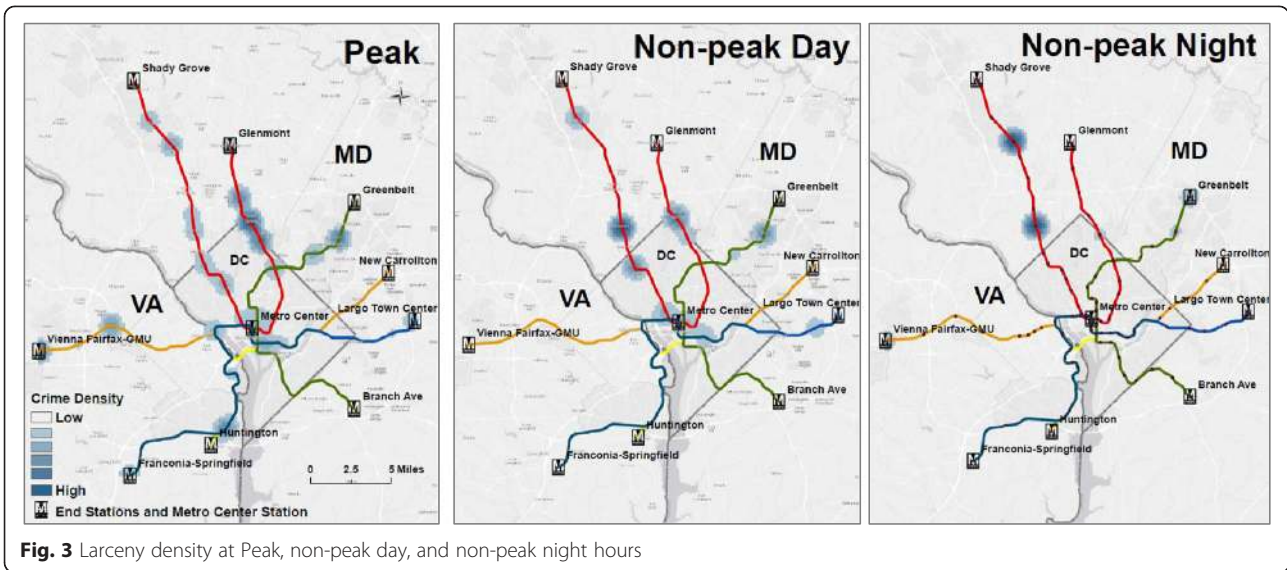 Peak
Shady Grove
Glenmont
MD
Greenbelt
DC
New Carrollton
VA
Metro Center
Largo Town Center
Vienna Fairfax-GMU
Branch Ave
Huntington
Franconia-Springfield
Crime Density
Low
High
End Stations and Metro Center Station
0 2.5 5 Miles
Non-peak Day
Shady Grove
Glenmont
MD
Greenbelt
DC
New Carrollton
VA
Metro Center
Largo Town Center
Vienna Fairfax-GMU
Branch Ave
Huntington
Franconia-Springfield
Non-peak Night
Shady Grove
Glenmont
MD
Greenbelt
DC
New Carrollton
VA
Metro Center
Largo Town Center
Vienna Fairfax-GMU
Branch Ave
Huntington
Franconia-Springfield
Fig. 3 Larceny density at Peak, non-peak day, and non-peak night hours